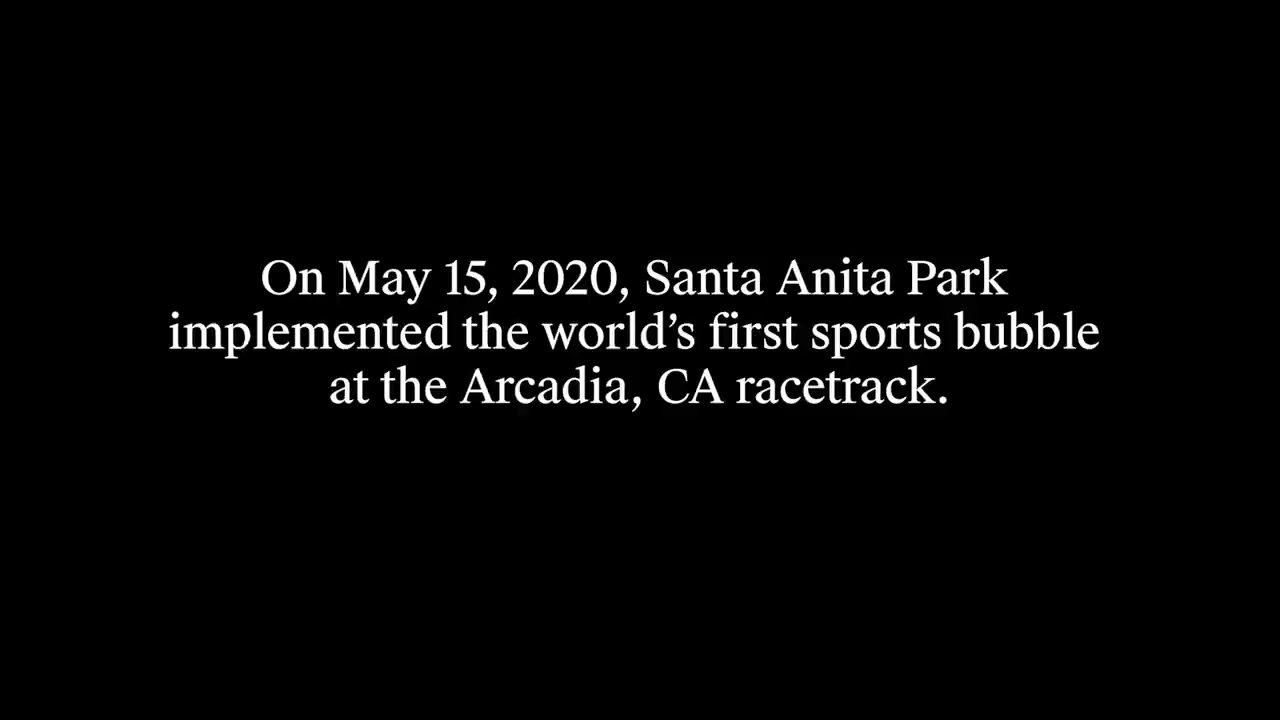 On May 15, 2020, Santa Anita Park
implemented the world’s first sports bubble
at the Arcadia, CA racetrack.